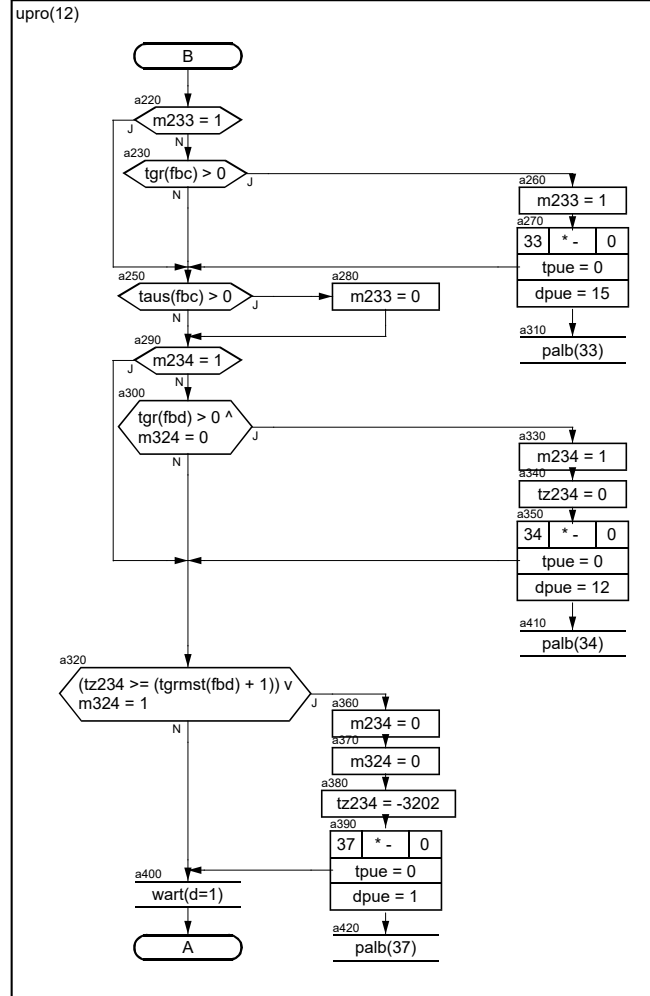 upro(12)
B
a220
m233 = 1
J
N
a230
tgr(fbc) > 0
J
N
a260
m233 = 1
a270
33 * - 0
tpue = 0
dpue = 15
a310
palb(33)
a250
taus(fbc) > 0
J
N
a280
m233 = 0
a290
m234 = 1
J
N
a300
tgr(fbd) > 0 ^
m324 = 0
J
N
a330
m234 = 1
a340
tz234 = 0
a350
34 * - 0
tpue = 0
dpue = 12
a410
palb(34)
a320
(tz234 >= (tgrmst(fbd) + 1)) v
m324 = 1
J
N
a360
m234 = 0
a370
m324 = 0
a380
tz234 = -3202
a390
37 * - 0
tpue = 0
dpue = 1
a420
palb(37)
a400
wart(d=1)
A